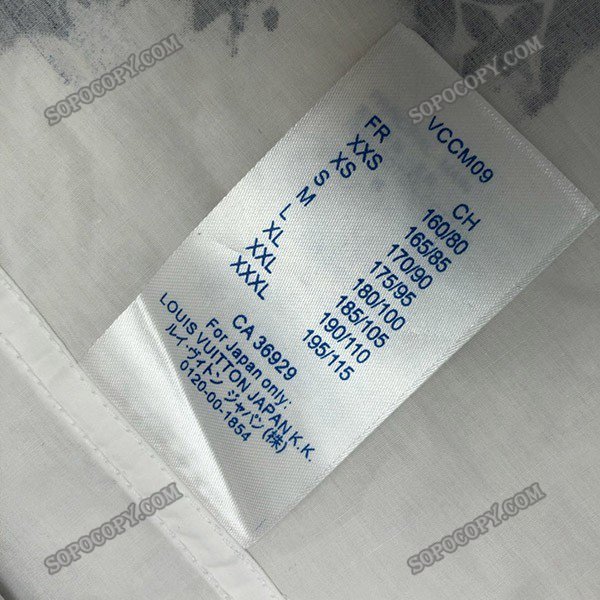 SOPOCOPY.COM
SOPOCOPY.COM
VCCM09
FR CH
XXS 160/80
XS 165/85
S 170/90
M 175/95
L 180/100
XL 185/105
XXL 190/110
XXXL 195/115
CA 36929
For Japan only:
LOUIS VUITTON JAPAN K.K.
ルイ・ヴィトン ジャパン(株)
0120-00-1854
SOPOCOPY.COM
SOPOCOPY.COM